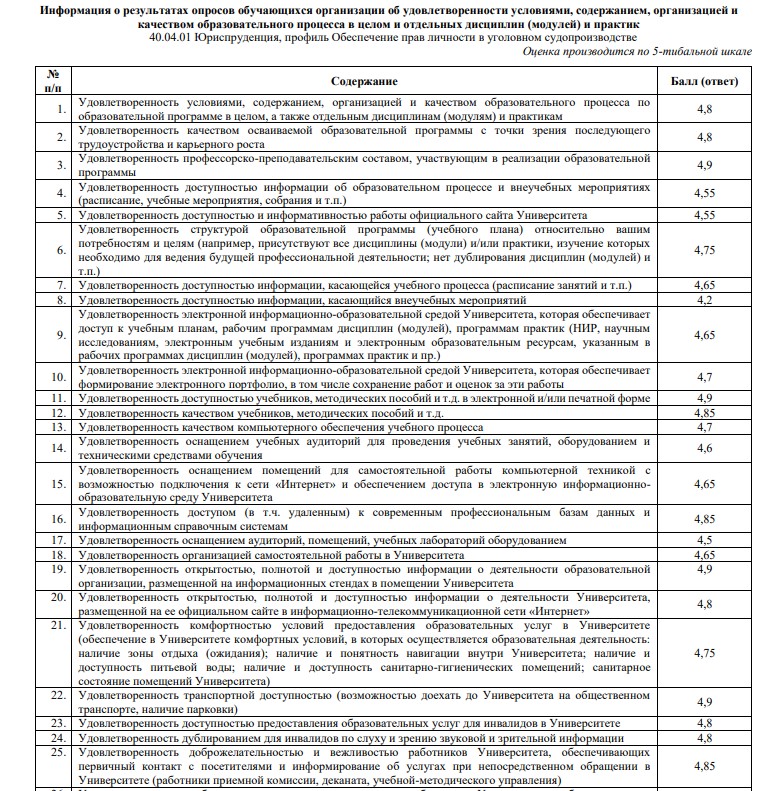 Информация о результатах опросов обучающихся организации об удовлетворенности условиями, содержанием, организацией и
качеством образовательного процесса в целом и отдельных дисциплин (модулей) и практик
40.04.01 Юриспруденция, профиль Обеспечение прав личности в уголовном судопроизводстве
Оценка производится по 5-тибальной шкале
№ п/п Содержание Балл (ответ)
1. Удовлетворенность условиями, содержанием, организацией и качеством образовательного процесса по
образовательной программе в целом, а также отдельным дисциплинам (модулям) и практикам 4,8
2. Удовлетворенность качеством осваиваемой образовательной программы с точки зрения последующего
трудоустройства и карьерного роста 4,8
3. Удовлетворенность профессорско-преподавательским составом, участвующим в реализации образовательной
программы 4,9
4. Удовлетворенность доступностью информации об образовательном процессе и внеучебных мероприятиях
(расписание, учебные мероприятия, собрания и т.п.) 4,55
5. Удовлетворенность доступностью и информативностью работы официального сайта Университета 4,55
6. Удовлетворенность структурой образовательной программы (учебного плана) относительно вашим
потребностям и целям (например, присутствуют все дисциплины (модули) и/или практики, изучение которых
необходимо для ведения будущей профессиональной деятельности; нет дублирования дисциплин (модулей) и
т.п.) 4,75
7. Удовлетворенность доступностью информации, касающейся учебного процесса (расписание занятий и т.п.) 4,65
8. Удовлетворенность доступностью информации, касающийся внеучебных мероприятий 4,2
9. Удовлетворенность электронной информационно-образовательной средой Университета, которая обеспечивает
доступ к учебным планам, рабочим программам дисциплин (модулей), программам практик (НИР, научным
исследованиям, электронным учебным изданиям и электронным образовательным ресурсам, указанным в
рабочих программах дисциплин (модулей), программах практик и пр.) 4,65
10. Удовлетворенность электронной информационно-образовательной средой Университета, которая обеспечивает
формирование электронного портфолио, в том числе сохранение работ и оценок за эти работы 4,7
11. Удовлетворенность доступностью учебников, методических пособий и т.д. в электронной и/или печатной форме 4,9
12. Удовлетворенность качеством учебников, методических пособий и т.д. 4,85
13. Удовлетворенность качеством компьютерного обеспечения учебного процесса 4,7
14. Удовлетворенность оснащением учебных аудиторий для проведения учебных занятий, оборудованием и
техническими средствами обучения 4,6
15. Удовлетворенность оснащением помещений для самостоятельной работы компьютерной техникой с
возможностью подключения к сети «Интернет» и обеспечением доступа в электронную информационно-
образовательную среду Университета 4,65
16. Удовлетворенность доступом (в т.ч. удаленным) к современным профессиональным базам данных и
информационным справочным системам 4,85
17. Удовлетворенность оснащением аудиторий, помещений, учебных лабораторий оборудованием 4,5
18. Удовлетворенность организацией самостоятельной работы в Университета 4,65
19. Удовлетворенность открытостью, полнотой и доступностью информации о деятельности образовательной
организации, размещенной на информационных стендах в помещении Университета 4,9
20. Удовлетворенность открытостью, полнотой и доступностью информации о деятельности Университета,
размещенной на ее официальном сайте в информационно-телекоммуникационной сети «Интернет» 4,8
21. Удовлетворенность комфортностью условий предоставления образовательных услуг в Университете
(обеспечение в Университете комфортных условий, в которых осуществляется образовательная деятельность:
наличие зоны отдыха (ожидания); наличие и понятность навигации внутри Университета; наличие и
доступность питьевой воды; наличие и доступность санитарно-гигиенических помещений; санитарное
состояние помещений Университета) 4,75
22. Удовлетворенность транспортной доступностью (возможностью доехать до Университета на общественном
транспорте, наличие парковки) 4,9
23. Удовлетворенность доступностью предоставления образовательных услуг для инвалидов в Университете 4,8
24. Удовлетворенность дублированием для инвалидов по слуху и зрению звуковой и зрительной информации 4,8
25. Удовлетворенность доброжелательностью и вежливостью работников Университета, обеспечивающих
первичный контакт с посетителями и информирование об услугах при непосредственном обращении в
Университете (работники приемной комиссии, деканата, учебной-методического управления) 4,85